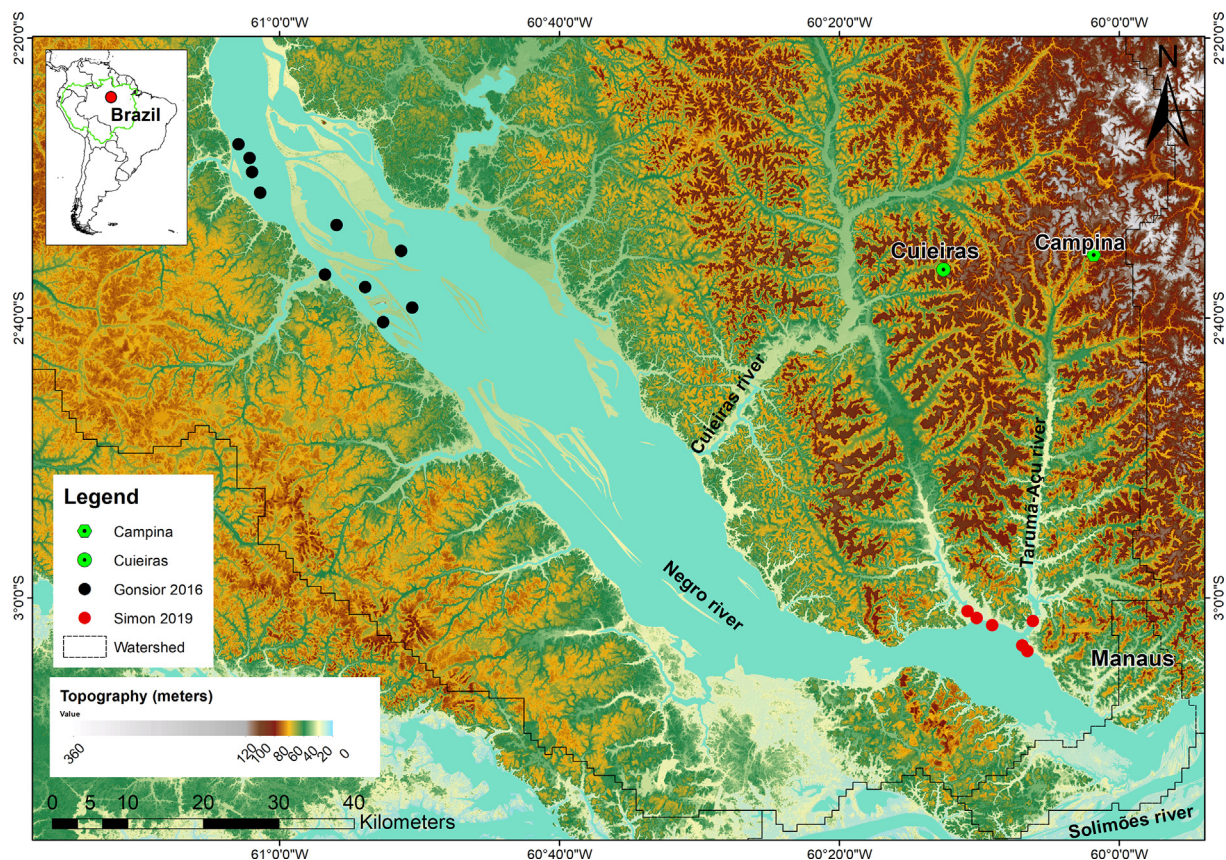 61°0'0"W 60°40'0"W 60°20'0"W 60°0'0"W
2°20'0"S 2°20'0"S
N
Brazil
Cuieiras
Campina
2°40'0"S 2°40'0"S
Cuieiras river
Tarumã-Açu river
Legend
Campina
Cuieiras
Gonsior 2016
Simon 2019
Watershed
Negro river
3°0'0"S 3°0'0"S
Manaus
Topography (meters)
Value
360 120 100 80 60 40 20 0
0 5 10 20 30 40
Kilometers
Solimões river
61°0'0"W 60°40'0"W 60°20'0"W 60°0'0"W